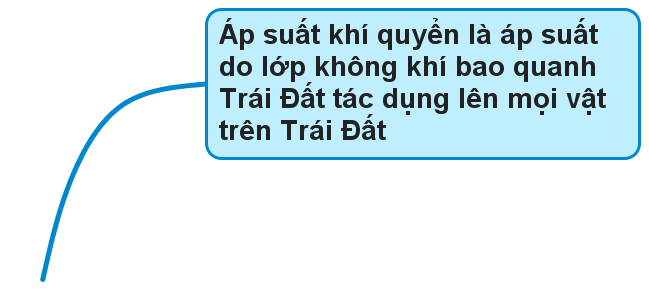 Áp suất khí quyển là áp suất
do lớp không khí bao quanh
Trái Đất tác dụng lên mọi vật
trên Trái Đất